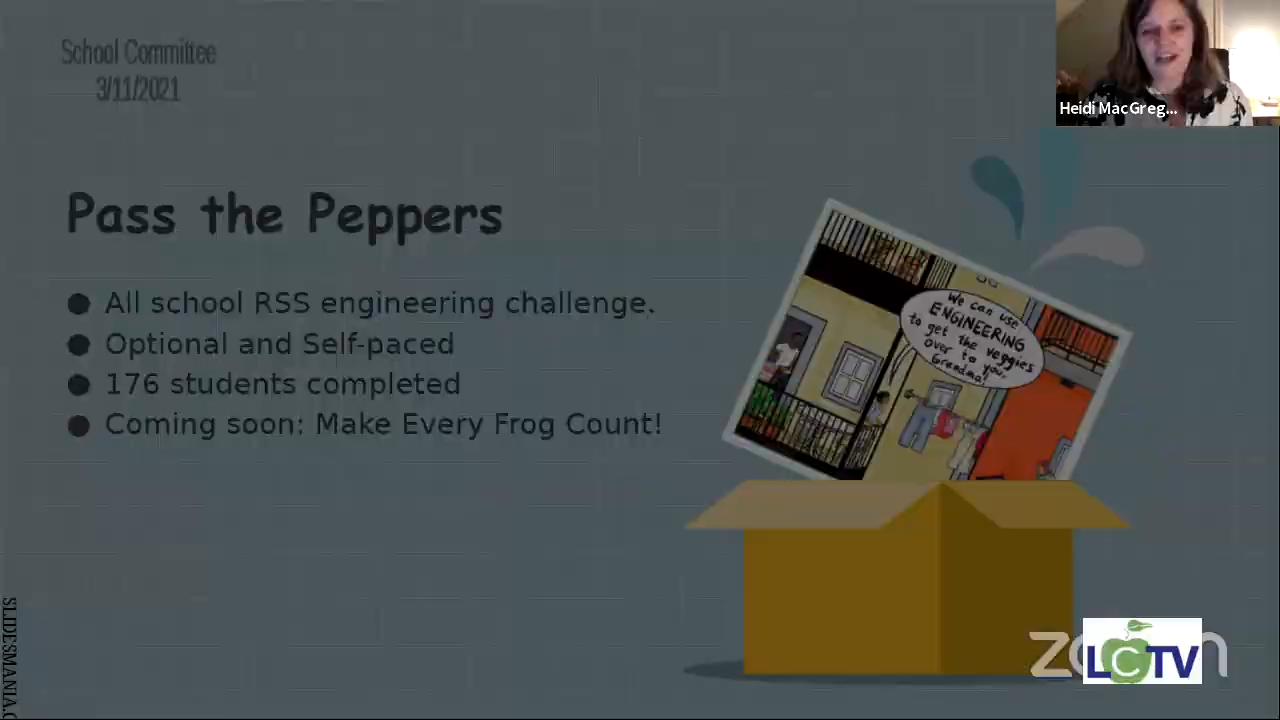 School Committee
3/11/2021
Heidi MacGreg...
Pass the Peppers
● All school RSS engineering challenge.
● Optional and Self-paced
● 176 students completed
● Coming soon: Make Every Frog Count!
We can use
ENGINEERING
to get the veggies
over to you,
Grandma!
SLIDESMANIA.C
zoom
LCTV